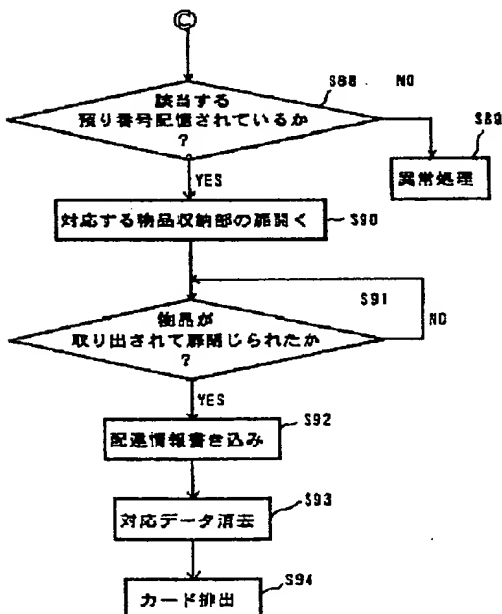 C
S88 NO
該当する
預り番号記憶されているか
?
S89
異常処理
YES
対応する物品収納部の扉開く
S90
S91
物品が
NO
取り出されて扉閉じられたか
?
YES
S92
配達情報書き込み
S93
対応データ消去
S94
カード排出